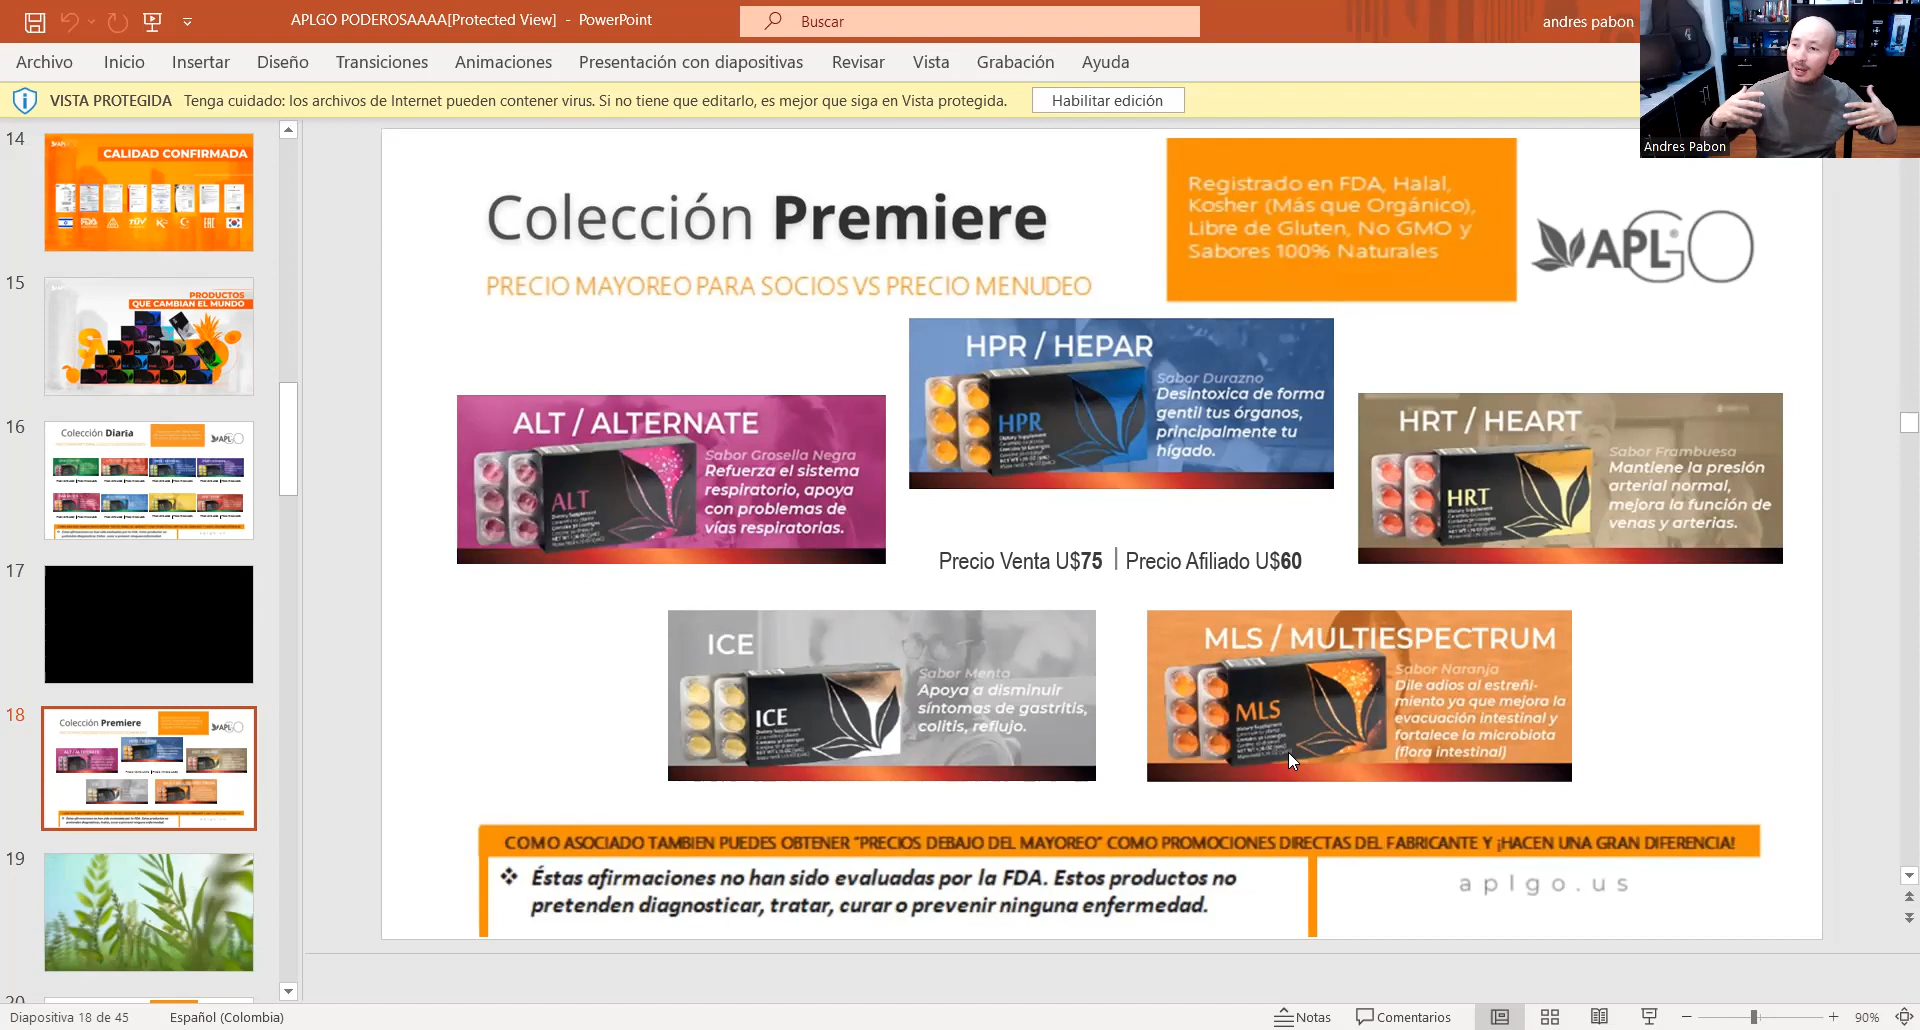 APLGO PODEROSAAAA[Protected View] - PowerPoint
Buscar
andres pabon
Archivo Inicio Insertar Diseño Transiciones Animaciones Presentación con diapositivas Revisar Vista Grabación Ayuda
VISTA PROTEGIDA Tenga cuidado: los archivos de Internet pueden contener virus. Si no tiene que editarlo, es mejor que siga en Vista protegida.
Habilitar edición
Andres Pabon
14
CALIDAD CONFIRMADA
15
PRODUCTOS
QUE CAMBIAN EL MUNDO
16
Colección Diaria
17
18
Colección Premiere
19
20
Colección Premiere
PRECIO MAYOREO PARA SOCIOS VS PRECIO MENUDEO
Registrado en FDA, Halal,
Kosher (Más que Orgánico),
Libre de Gluten, No GMO y
Sabores 100% Naturales
APLGO
ALT / ALTERNATE
Sabor Grosella Negra
Refuerza el sistema
respiratorio, apoya
con problemas de
vías respiratorias.
ALT
HPR / HEPAR
Sabor Durazno
Desintoxica de forma
gentil tus órganos,
principalmente tu
hígado.
HPR
HRT / HEART
Sabor Frambuesa
Mantiene la presión
arterial normal,
mejora la función de
venas y arterias.
HRT
Precio Venta U$75 | Precio Afiliado U$60
ICE
Sabor Menta
Apoya a disminuir
síntomas de gastritis,
colitis, reflujo.
ICE
MLS / MULTIESPECTRUM
Sabor Naranja
Dile adios al estreñi-
miento ya que mejora la
evacuación intestinal y
fortalece la microbiota
(flora intestinal)
MLS
COMO ASOCIADO TAMBIEN PUEDES OBTENER "PRECIOS DEBAJO DEL MAYOREO" COMO PROMOCIONES DIRECTAS DEL FABRICANTE Y ¡HACEN UNA GRAN DIFERENCIA!
❖ Éstas afirmaciones no han sido evaluadas por la FDA. Estos productos no
pretenden diagnosticar, tratar, curar o prevenir ninguna enfermedad.
aplgo.us
Diapositiva 18 de 45
Español (Colombia)
Notas
Comentarios
90%